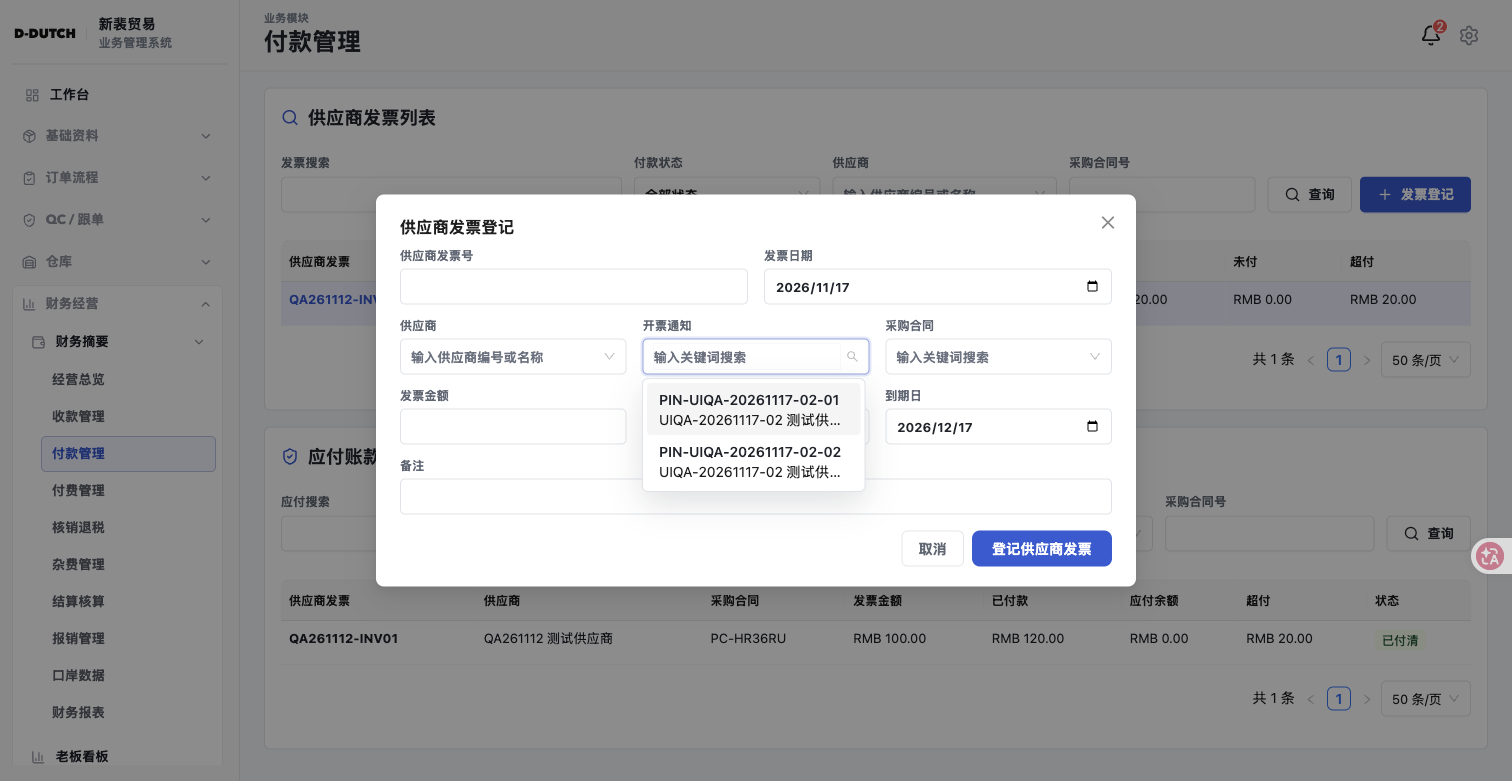 D-DUTCH
新裴贸易
业务管理系统
工作台
基础资料
订单流程
QC / 跟单
仓库
财务经营
财务摘要
经营总览
收款管理
付款管理
付费管理
核销退税
杂费管理
结算核算
报销管理
口岸数据
财务报表
老板看板
业务模块
付款管理
2
供应商发票列表
发票搜索
付款状态
供应商
采购合同号
全部状态
输入供应商编号或名称
查询
发票登记
供应商发票
未付
超付
QA261112-INV
20.00
RMB 0.00
RMB 20.00
共 1 条
1
50 条/页
供应商发票登记
供应商发票号
发票日期
2026/11/17
供应商
开票通知
采购合同
输入供应商编号或名称
输入关键词搜索
输入关键词搜索
PIN-UIQA-20261117-02-01
UIQA-20261117-02 测试供...
PIN-UIQA-20261117-02-02
UIQA-20261117-02 测试供...
发票金额
到期日
2026/12/17
备注
取消
登记供应商发票
应付账款
应付搜索
采购合同号
查询
供应商发票
供应商
采购合同
发票金额
已付款
应付余额
超付
状态
QA261112-INV01
QA261112 测试供应商
PC-HR36RU
RMB 100.00
RMB 120.00
RMB 0.00
RMB 20.00
已付清
共 1 条
1
50 条/页